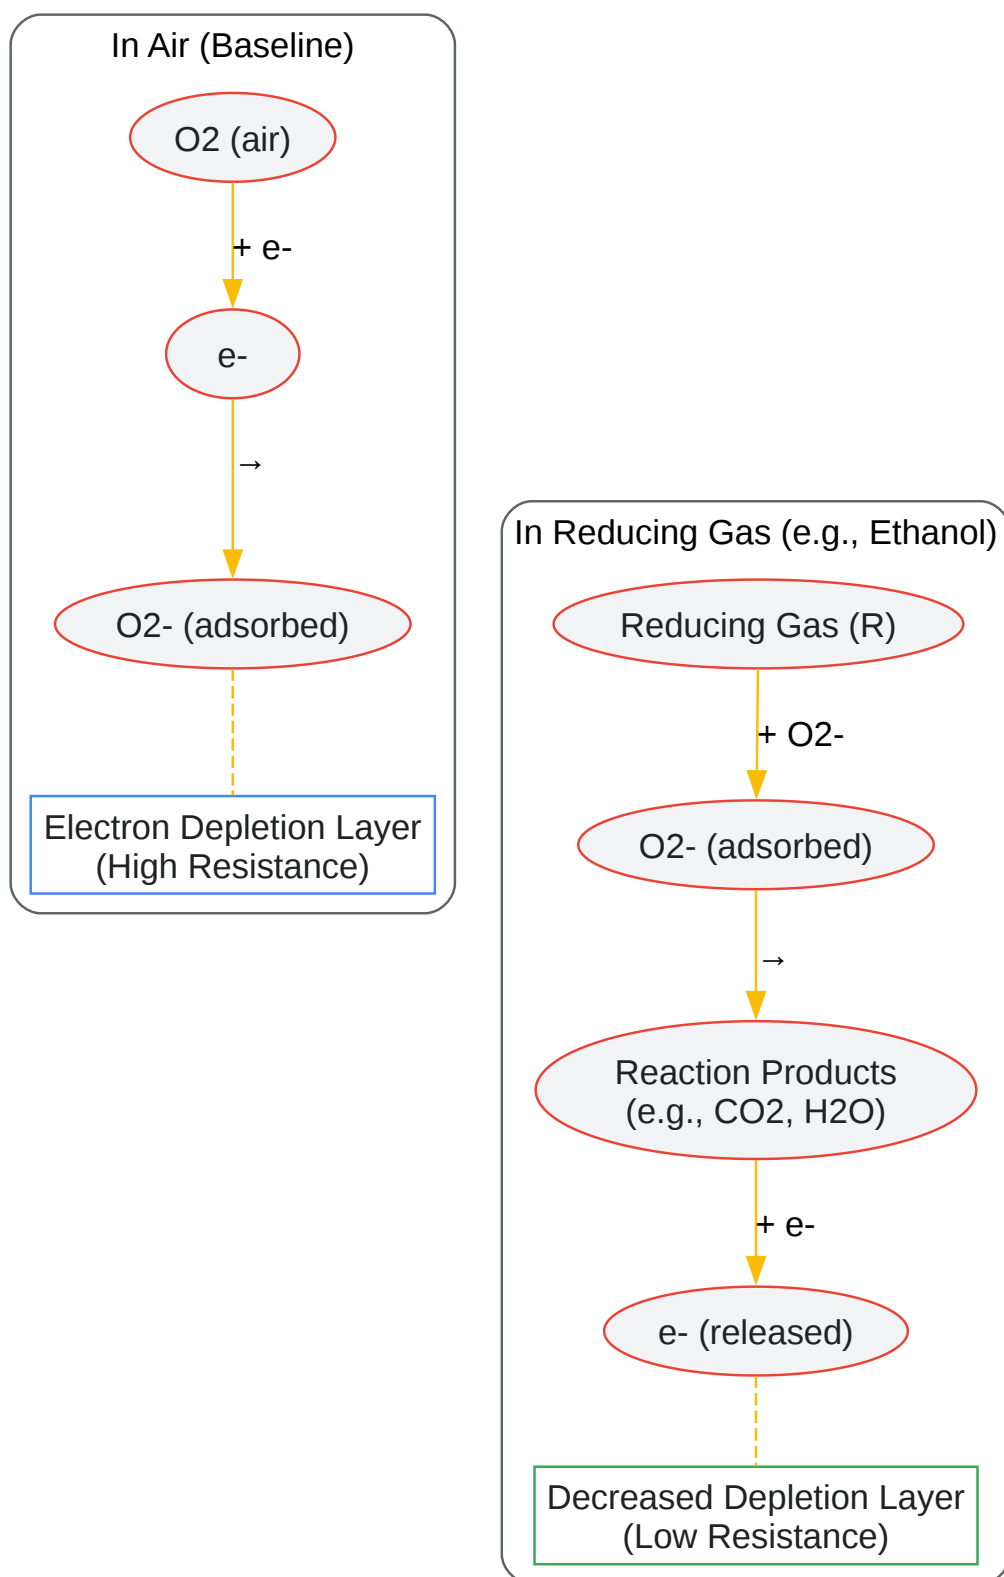 In Air (Baseline)
O2 (air)
+ e-
e-
→
O2- (adsorbed)
Electron Depletion Layer
(High Resistance)
In Reducing Gas (e.g., Ethanol)
Reducing Gas (R)
+ O2-
O2- (adsorbed)
→
Reaction Products
(e.g., CO2, H2O)
+ e-
e- (released)
Decreased Depletion Layer
(Low Resistance)